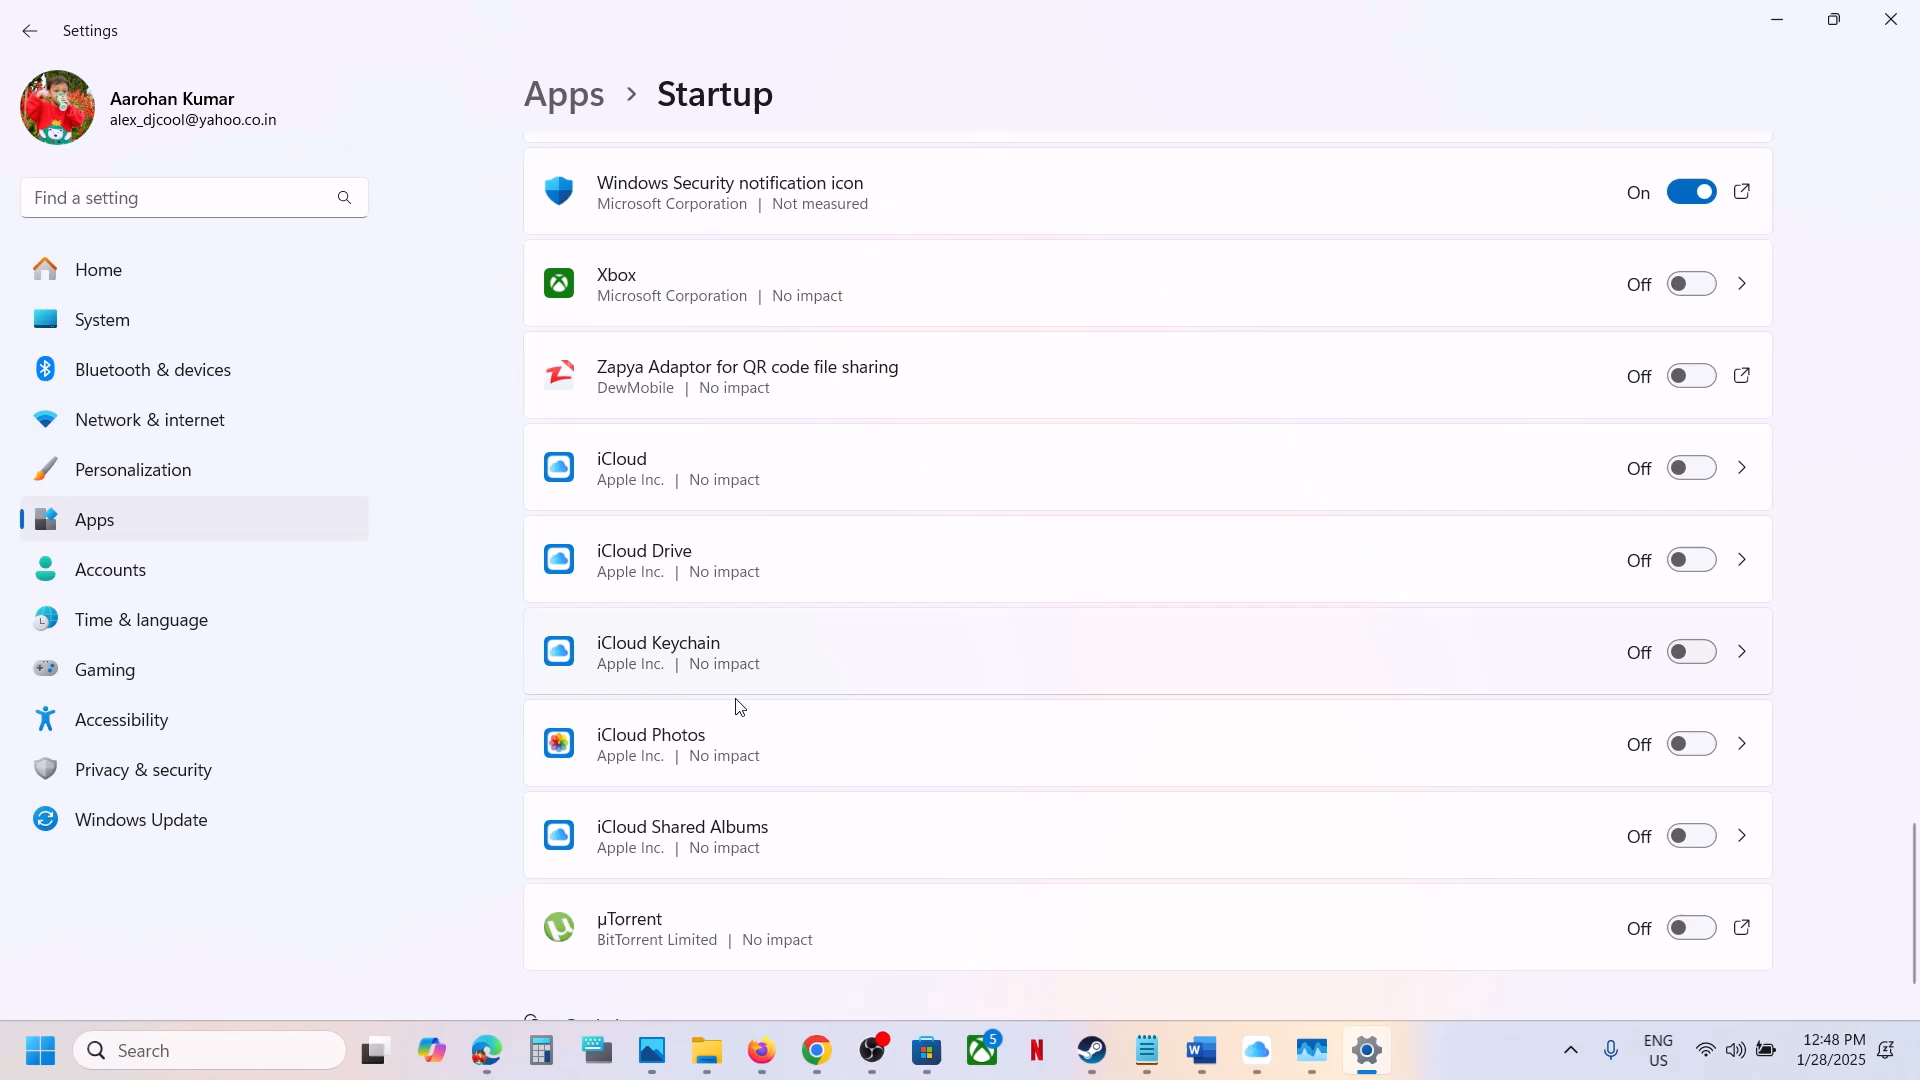 Settings
Aarohan Kumar
alex_djcool@yahoo.co.in
Find a setting
Home
System
Bluetooth & devices
Network & internet
Personalization
Apps
Accounts
Time & language
Gaming
Accessibility
Privacy & security
Windows Update
Apps > Startup
Windows Security notification icon
Microsoft Corporation | Not measured
On
Xbox
Microsoft Corporation | No impact
Off
Zapya Adaptor for QR code file sharing
DewMobile | No impact
Off
iCloud
Apple Inc. | No impact
Off
iCloud Drive
Apple Inc. | No impact
Off
iCloud Keychain
Apple Inc. | No impact
Off
iCloud Photos
Apple Inc. | No impact
Off
iCloud Shared Albums
Apple Inc. | No impact
Off
µTorrent
BitTorrent Limited | No impact
Off
Search
5
ENG
US
12:48 PM
1/28/2025